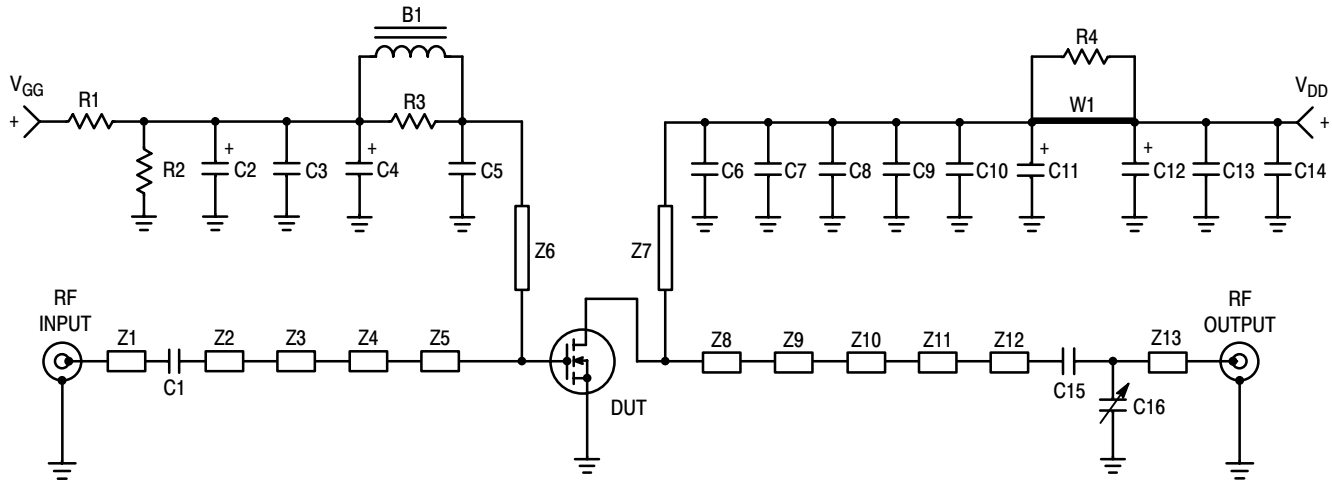 B1
R4
VGG
+
R1
R3
W1
VDD
+
R2
+
C2
C3
+
C4
C5
C6
C7
C8
C9
C10
+
C11
+
C12
C13
C14
Z6
Z7
RF
INPUT
Z1
Z2
Z3
Z4
Z5
C1
DUT
Z8
Z9
Z10
Z11
Z12
C15
C16
Z13
RF
OUTPUT